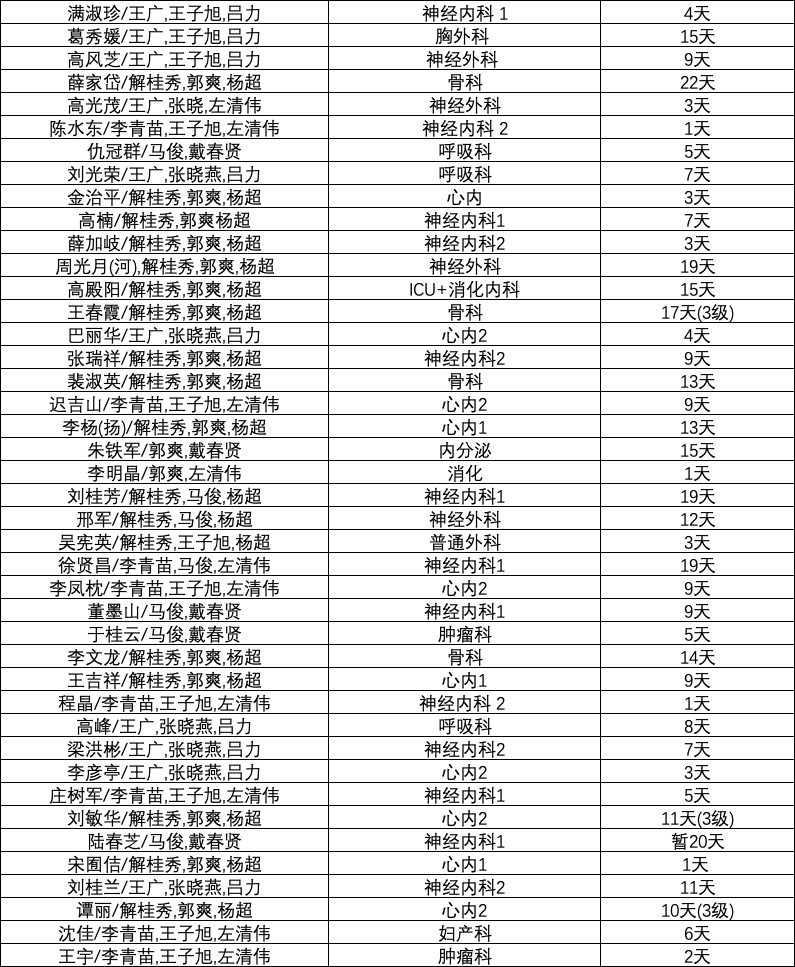 满淑珍/王广,王子旭,吕力 神经内科 1 4天
葛秀媛/王广,王子旭,吕力 胸外科 15天
高风芝/王广,王子旭,吕力 神经外科 9天
薛家岱/解桂秀,郭爽,杨超 骨科 22天
高光茂/王广,张晓,左清伟 神经外科 3天
陈水东/李青苗,王子旭,左清伟 神经内科 2 1天
仇冠群/马俊,戴春贤 呼吸科 5天
刘光荣/王广,张晓燕,吕力 呼吸科 7天
金治平/解桂秀,郭爽,杨超 心内 3天
高楠/解桂秀,郭爽杨超 神经内科1 7天
薛加岐/解桂秀,郭爽,杨超 神经内科2 3天
周光月(河),解桂秀,郭爽,杨超 神经外科 19天
高殿阳/解桂秀,郭爽,杨超 ICU+消化内科 15天
王春霞/解桂秀,郭爽,杨超 骨科 17天(3级)
巴丽华/王广,张晓燕,吕力 心内2 4天
张瑞祥/解桂秀,郭爽,杨超 神经内科2 9天
裴淑英/解桂秀,郭爽,杨超 骨科 13天
迟吉山/李青苗,王子旭,左清伟 心内2 9天
李杨(扬)/解桂秀,郭爽,杨超 心内1 13天
朱铁军/郭爽,戴春贤 内分泌 15天
李明晶/郭爽,左清伟 消化 1天
刘桂芳/解桂秀,马俊,杨超 神经内科1 19天
邢军/解桂秀,马俊,杨超 神经外科 12天
吴宪英/解桂秀,王子旭,杨超 普通外科 3天
徐贤昌/李青苗,马俊,左清伟 神经内科1 19天
李凤枕/李青苗,王子旭,左清伟 心内2 9天
董墨山/马俊,戴春贤 神经内科1 9天
于桂云/马俊,戴春贤 肿瘤科 5天
李文龙/解桂秀,郭爽,杨超 骨科 14天
王吉祥/解桂秀,郭爽,杨超 心内1 9天
程晶/李青苗,王子旭,左清伟 神经内科 2 1天
高峰/王广,张晓燕,吕力 呼吸科 8天
梁洪彬/王广,张晓燕,吕力 神经内科2 7天
李彦亭/王广,张晓燕,吕力 心内2 3天
庄树军/李青苗,王子旭,左清伟 神经内科1 5天
刘敏华/解桂秀,郭爽,杨超 心内2 11天(3级)
陆春芝/马俊,戴春贤 神经内科1 暂20天
宋囿佶/解桂秀,郭爽,杨超 心内1 1天
刘桂兰/王广,张晓燕,吕力 神经内科2 11天
谭丽/解桂秀,郭爽,杨超 心内2 10天(3级)
沈佳/李青苗,王子旭,左清伟 妇产科 6天
王宇/李青苗,王子旭,左清伟 肿瘤科 2天